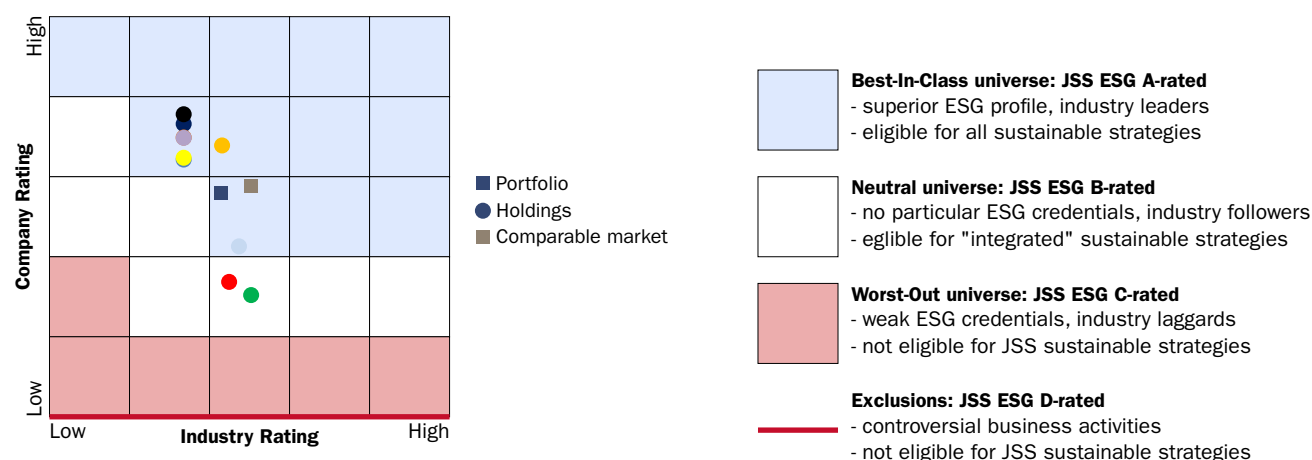 High
Company Rating
Low
Low
Industry Rating
High
Portfolio
Holdings
Comparable market
Best-In-Class universe: JSS ESG A-rated
- superior ESG profile, industry leaders
- eligible for all sustainable strategies
Neutral universe: JSS ESG B-rated
- no particular ESG credentials, industry followers
- eglible for "integrated" sustainable strategies
Worst-Out universe: JSS ESG C-rated
- weak ESG credentials, industry laggards
- not eligible for JSS sustainable strategies
Exclusions: JSS ESG D-rated
- controversial business activities
- not eligible for JSS sustainable strategies